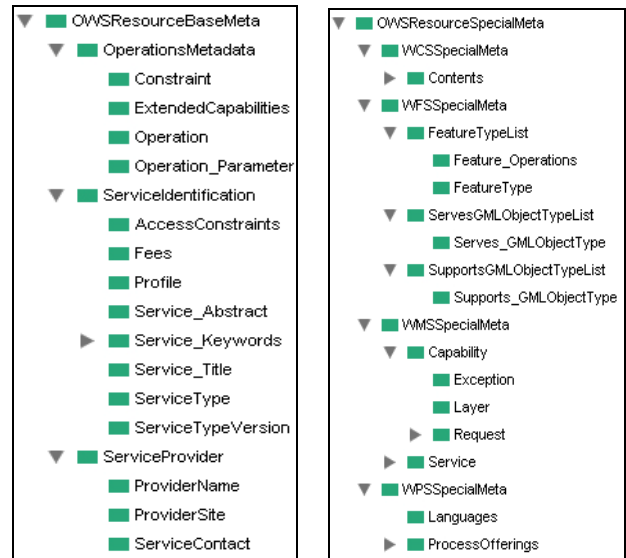 OWSResourceBaseMeta
OperationsMetadata
Constraint
ExtendedCapabilities
Operation
Operation_Parameter
ServiceIdentification
AccessConstraints
Fees
Profile
Service_Abstract
Service_Keywords
Service_Title
ServiceType
ServiceTypeVersion
ServiceProvider
ProviderName
ProviderSite
ServiceContact
OWSResourceSpecialMeta
WCSSpecialMeta
Contents
WFSSpecialMeta
FeatureTypeList
Feature_Operations
FeatureType
ServesGMLObjectTypeList
Serves_GMLObjectType
SupportsGMLObjectTypeList
Supports_GMLObjectType
WMSSpecialMeta
Capability
Exception
Layer
Request
Service
WPSSpecialMeta
Languages
ProcessOfferings